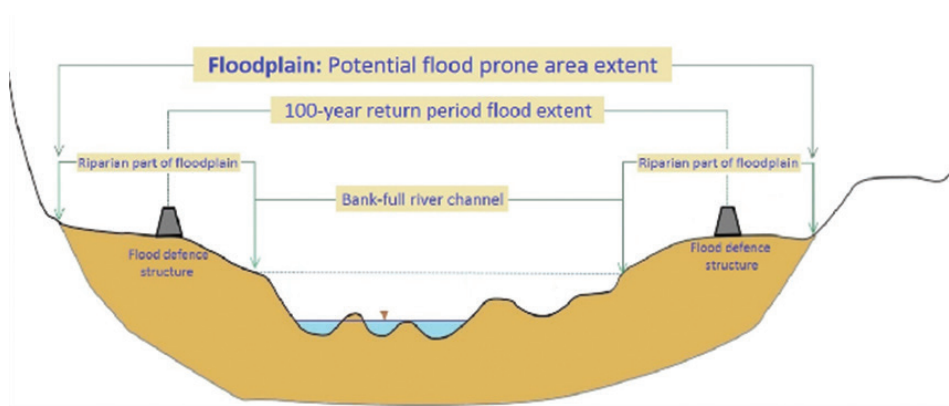 Floodplain: Potential flood prone area extent
100-year return period flood extent
Riparian part of floodplain
Riparian part of floodplain
Bank-full river channel
Flood defence
structure
Flood defence
structure